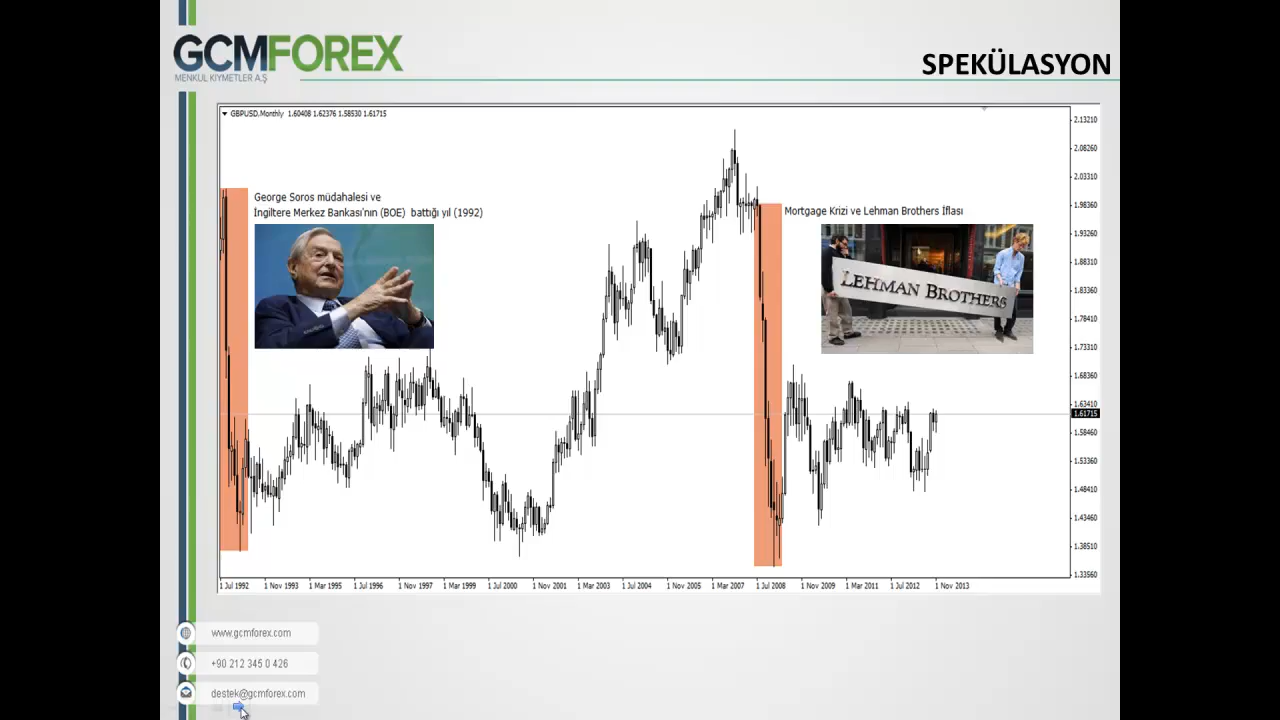 GCMFOREX
MENKUL KIYMETLER A.Ş
SPEKÜLASYON
GBPUSD,Monthly 1.60408 1.62376 1.58530 1.61715
George Soros müdahalesi ve
İngiltere Merkez Bankası'nın (BOE) battığı yıl (1992)
Mortgage Krizi ve Lehman Brothers İflası
LEHMAN BROTHERS
2.13210
2.08260
2.03310
1.98360
1.93260
1.88310
1.83360
1.78410
1.73310
1.68360
1.63410
1.61715
1.58460
1.53360
1.48410
1.43460
1.38510
1.33560
1 Jul 1992 1 Nov 1993 1 Mar 1995 1 Jul 1996 1 Nov 1997 1 Mar 1999 1 Jul 2000 1 Nov 2001 1 Mar 2003 1 Jul 2004 1 Nov 2005 1 Mar 2007 1 Jul 2008 1 Nov 2009 1 Mar 2011 1 Jul 2012 1 Nov 2013
www.gcmforex.com
+90 212 345 0 426
destek@gcmforex.com